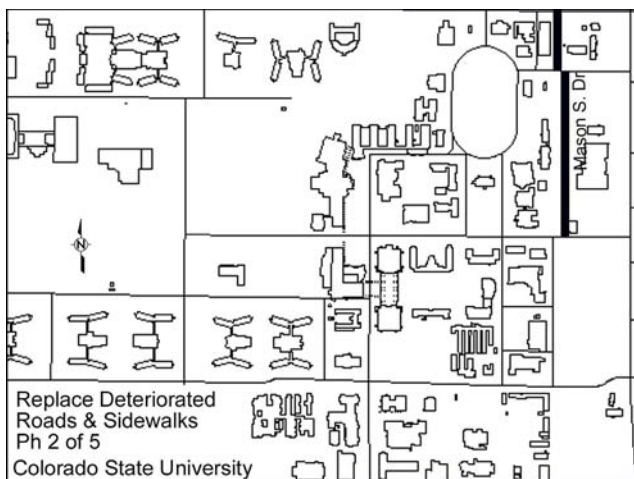 Mason S. Dr
N
Replace Deteriorated
Roads & Sidewalks
Ph 2 of 5
Colorado State University